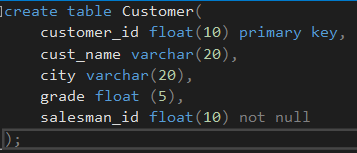 create table Customer(
customer_id float(10) primary key,
cust_name varchar(20),
city varchar(20),
grade float (5),
salesman_id float(10) not null
);